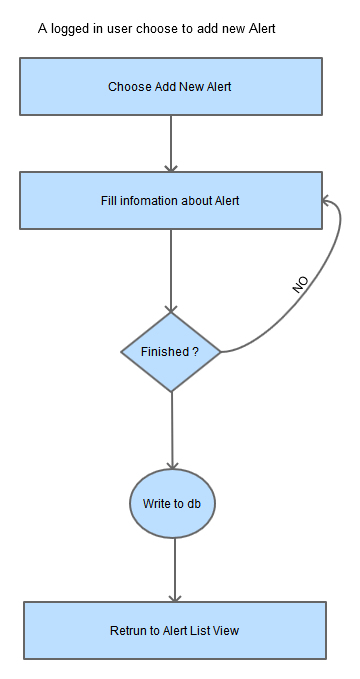 A logged in user choose to add new Alert
Choose Add New Alert
Fill infomation about Alert
NO
Finished ?
Write to db
Retrun to Alert List View